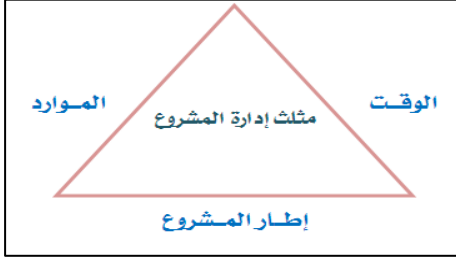 الوقـت
المـوارد
مثلث إدارة المشروع
إطـار المـشروع